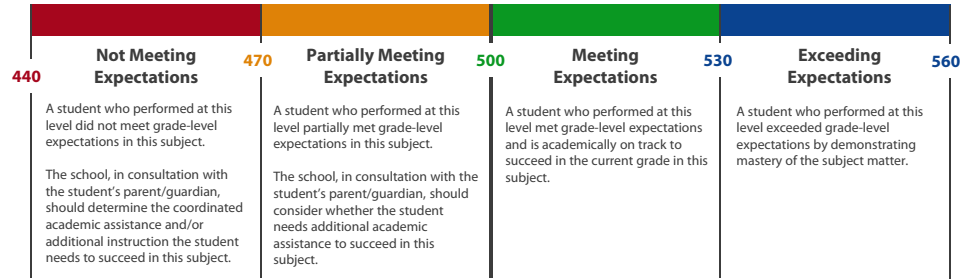 440
Not Meeting
Expectations
A student who performed at this
level did not meet grade-level
expectations in this subject.
The school, in consultation with
the student's parent/guardian,
should determine the coordinated
academic assistance and/or
additional instruction the student
needs to succeed in this subject.
470
Partially Meeting
Expectations
A student who performed at this
level partially met grade-level
expectations in this subject.
The school, in consultation with the
student's parent/guardian, should
consider whether the student
needs additional academic
assistance to succeed in this
subject.
500
Meeting
Expectations
A student who performed at this
level met grade-level expectations
and is academically on track to
succeed in the current grade in this
subject.
530
Exceeding
Expectations
A student who performed at this
level exceeded grade-level
expectations by demonstrating
mastery of the subject matter.
560